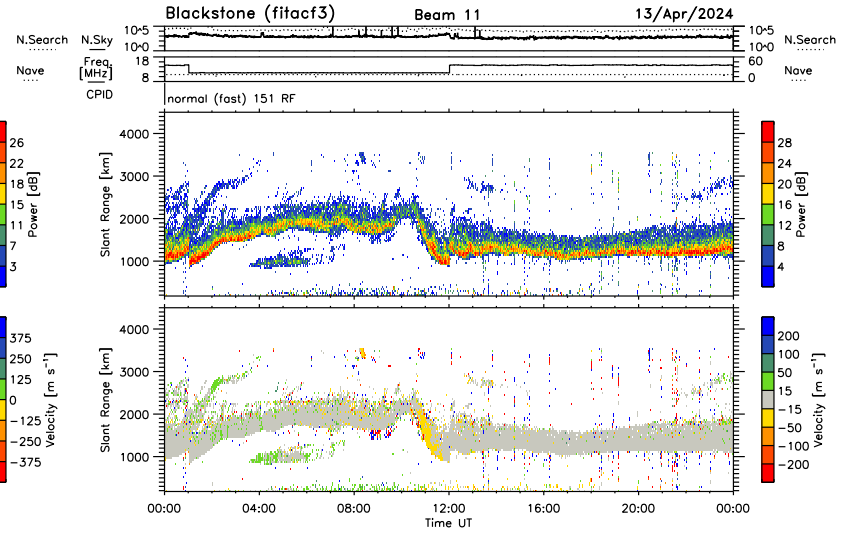 Blackstone (fitacf3) Beam 11 13/Apr/2024
N.Search N.Sky 10^5 10^0 10^5 10^0 N.Search
Nave Freq. [MHz] 18 8 60 0 Nave
CPID normal (fast) 151 RF
26 22 18 15 11 7 3
Power [dB]
4000 3000 2000 1000
Slant Range [km]
28 24 20 16 12 8 4
Power [dB]
375 250 125 0 -125 -250 -375
Velocity [m s^-1]
4000 3000 2000 1000
Slant Range [km]
200 100 50 15 -15 -50 -100 -200
Velocity [m s^-1]
00:00 04:00 08:00 12:00 16:00 20:00 00:00
Time UT